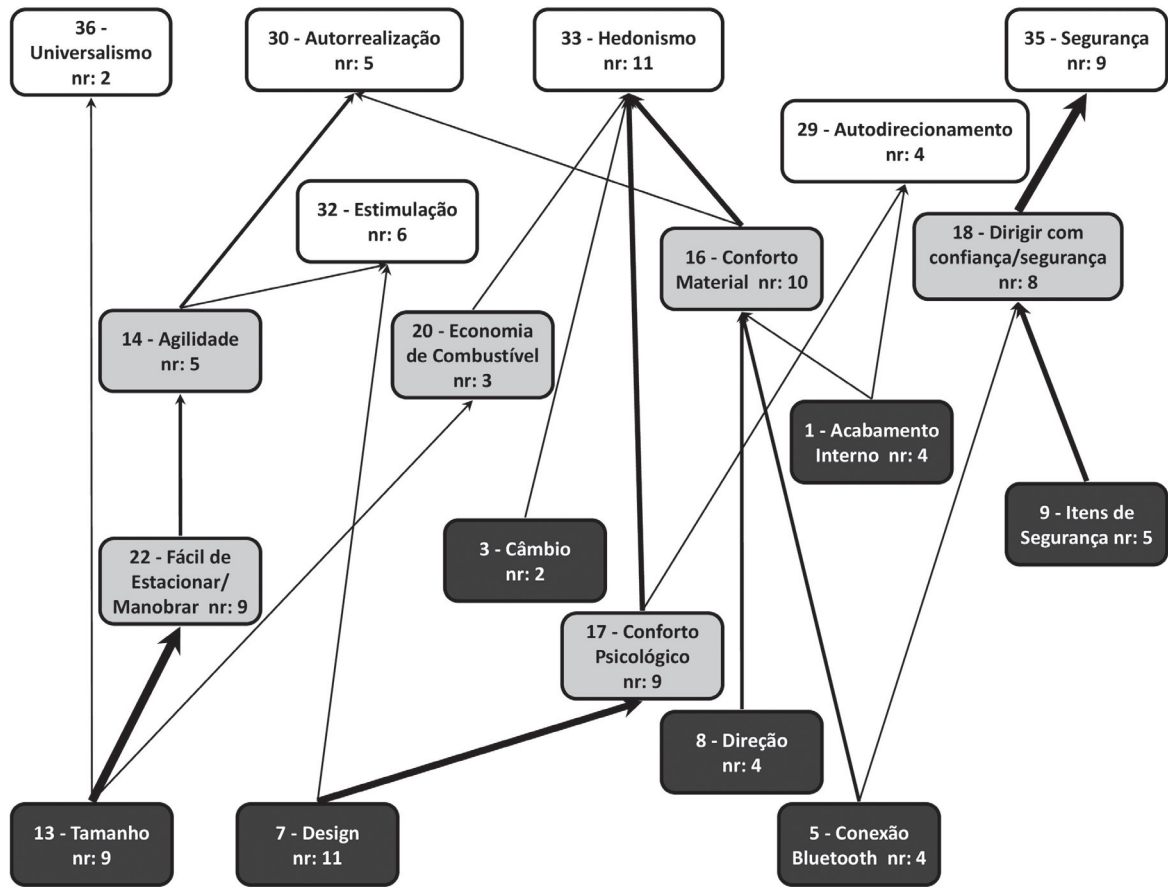 36 -
Universalismo
nr: 2
30 - Autorrealização
nr: 5
33 - Hedonismo
nr: 11
35 - Segurança
nr: 9
29 - Autodirecionamento
nr: 4
32 - Estimulação
nr: 6
16 - Conforto
Material nr: 10
18 - Dirigir com
confiança/segurança
nr: 8
14 - Agilidade
nr: 5
20 - Economia
de Combustível
nr: 3
1 - Acabamento
Interno nr: 4
9 - Itens de
Segurança nr: 5
3 - Câmbio
nr: 2
22 - Fácil de
Estacionar/
Manobrar nr: 9
17 - Conforto
Psicológico
nr: 9
8 - Direção
nr: 4
13 - Tamanho
nr: 9
7 - Design
nr: 11
5 - Conexão
Bluetooth nr: 4